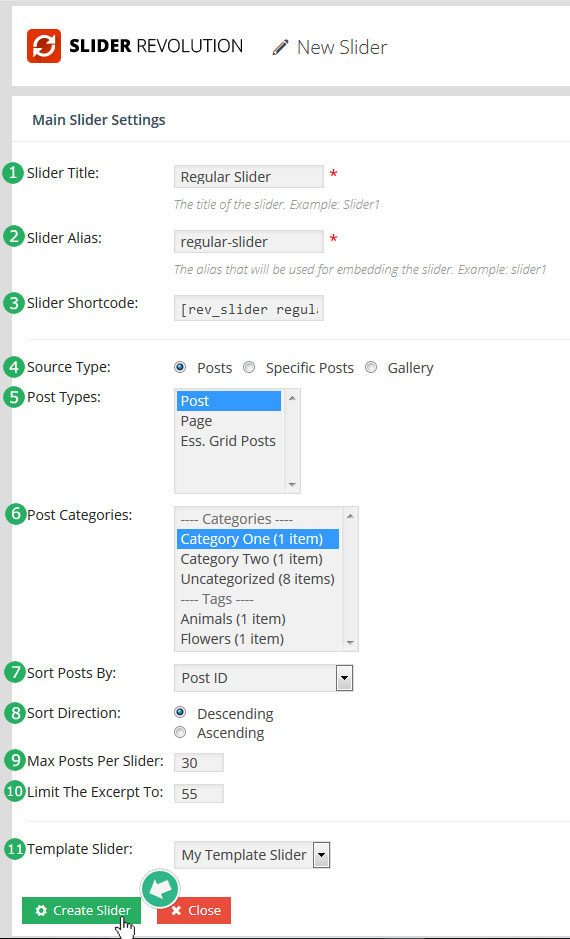 SLIDER REVOLUTION New Slider
Main Slider Settings
1 Slider Title: Regular Slider *
The title of the slider. Example: Slider1
2 Slider Alias: regular-slider *
The alias that will be used for embedding the slider. Example: slider1
3 Slider Shortcode: [rev_slider regul
4 Source Type: Posts Specific Posts Gallery
5 Post Types: Post
Page
Ess. Grid Posts
6 Post Categories:
---- Categories ----
Category One (1 item)
Category Two (1 item)
Uncategorized (8 items)
---- Tags ----
Animals (1 item)
Flowers (1 item)
7 Sort Posts By: Post ID
8 Sort Direction: Descending
Ascending
9 Max Posts Per Slider: 30
10 Limit The Excerpt To: 55
11 Template Slider: My Template Slider
Create Slider Close